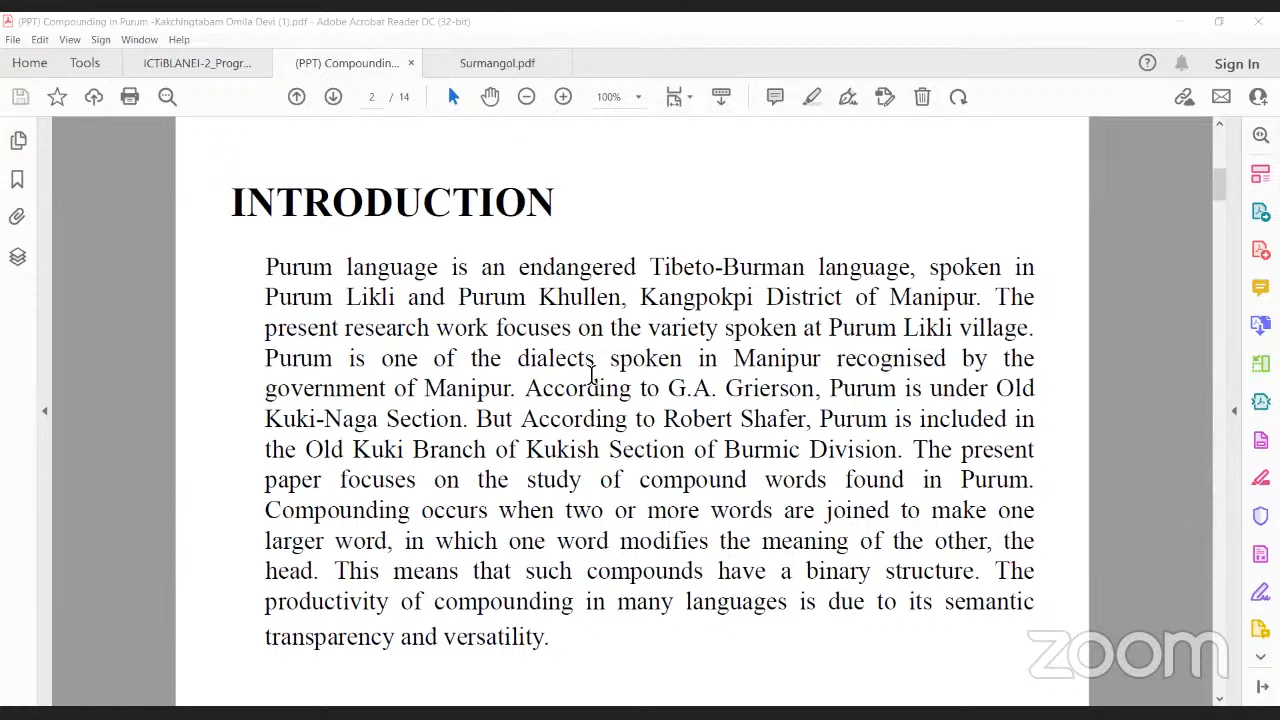 (PPT) Compounding in Purum -Kakchingtabam Omila Devi (1).pdf - Adobe Acrobat Reader DC (32-bit)
File Edit View Sign Window Help
Home Tools ICTiBLANEI-2_Progr... (PPT) Compoundin... × Surmangol.pdf Sign In
2 / 14 100%
INTRODUCTION
Purum language is an endangered Tibeto-Burman language, spoken in
Purum Likli and Purum Khullen, Kangpokpi District of Manipur. The
present research work focuses on the variety spoken at Purum Likli village.
Purum is one of the dialects spoken in Manipur recognised by the
government of Manipur. According to G.A. Grierson, Purum is under Old
Kuki-Naga Section. But According to Robert Shafer, Purum is included in
the Old Kuki Branch of Kukish Section of Burmic Division. The present
paper focuses on the study of compound words found in Purum.
Compounding occurs when two or more words are joined to make one
larger word, in which one word modifies the meaning of the other, the
head. This means that such compounds have a binary structure. The
productivity of compounding in many languages is due to its semantic
transparency and versatility.
zoom